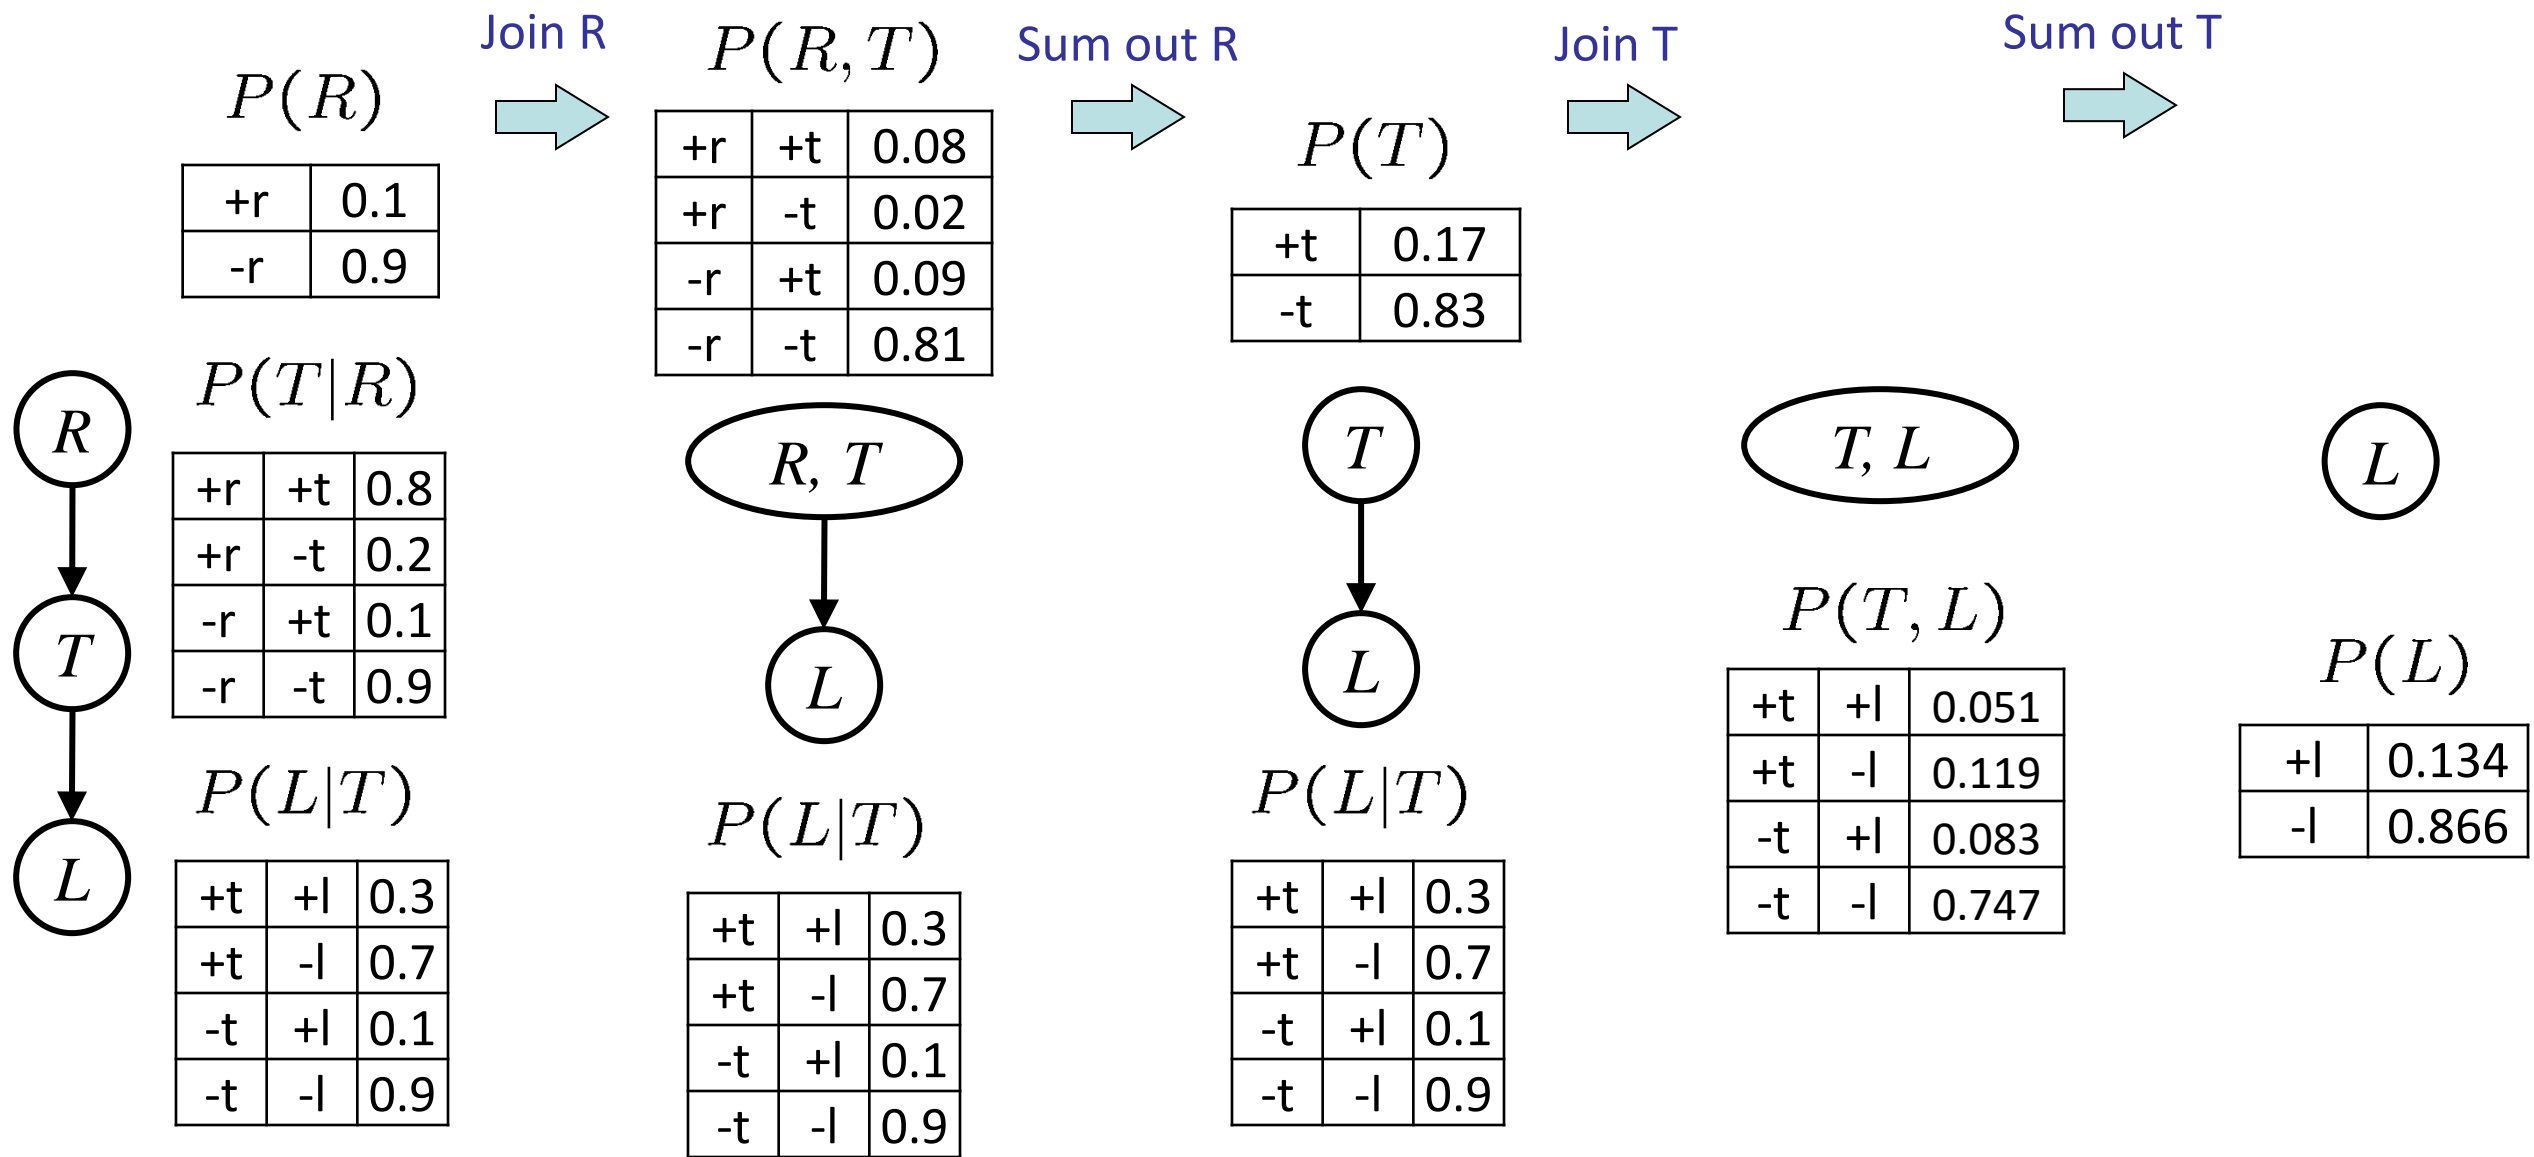 Join R
Sum out R
Join T
Sum out T
P(R)
+r 0.1
-r 0.9
P(T|R)
+r +t 0.8
+r -t 0.2
-r +t 0.1
-r -t 0.9
P(L|T)
+t +l 0.3
+t -l 0.7
-t +l 0.1
-t -l 0.9
R
T
L
P(R, T)
+r +t 0.08
+r -t 0.02
-r +t 0.09
-r -t 0.81
R, T
L
P(L|T)
+t +l 0.3
+t -l 0.7
-t +l 0.1
-t -l 0.9
P(T)
+t 0.17
-t 0.83
T
L
P(L|T)
+t +l 0.3
+t -l 0.7
-t +l 0.1
-t -l 0.9
T, L
P(T, L)
+t +l 0.051
+t -l 0.119
-t +l 0.083
-t -l 0.747
L
P(L)
+l 0.134
-l 0.866